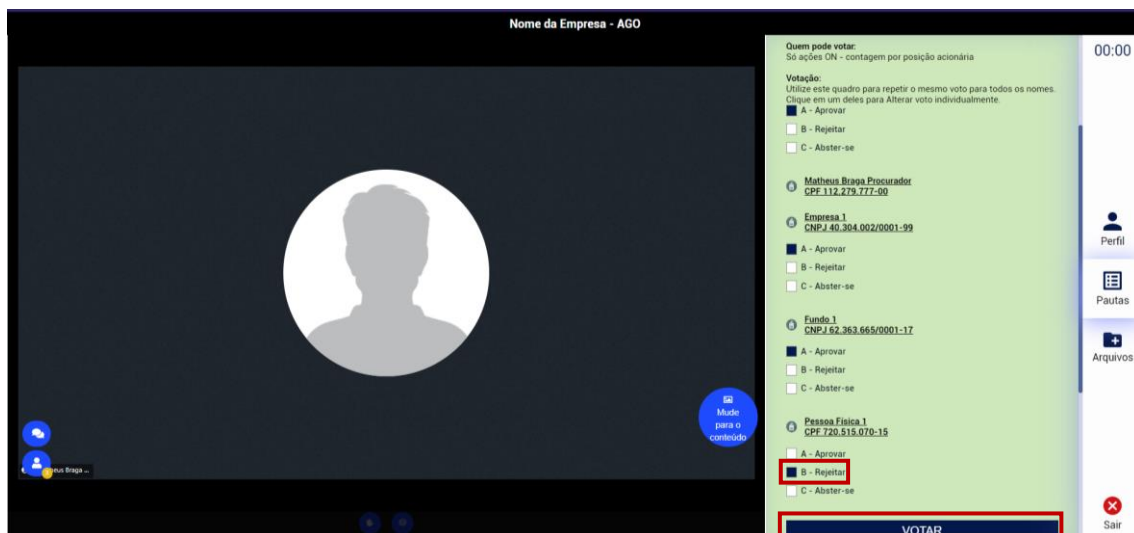 Nome da Empresa - AGO
Quem pode votar:
Só ações ON - contagem por posição acionária
Votação:
Utilize este quadro para repetir o mesmo voto para todos os nomes.
Clique em um deles para Alterar voto individualmente.
A - Aprovar
B - Rejeitar
C - Abster-se
Matheus Braga Procurador
CPF 112.279.777-00
Empresa 1
CNPJ 40.304.002/0001-99
A - Aprovar
B - Rejeitar
C - Abster-se
Fundo 1
CNPJ 62.363.665/0001-17
A - Aprovar
B - Rejeitar
C - Abster-se
Pessoa Física 1
CPF 720.515.070-15
A - Aprovar
B - Rejeitar
C - Abster-se
VOTAR
00:00
Perfil
Pautas
Arquivos
Sair
Mude
para o
conteúdo
Braga ...